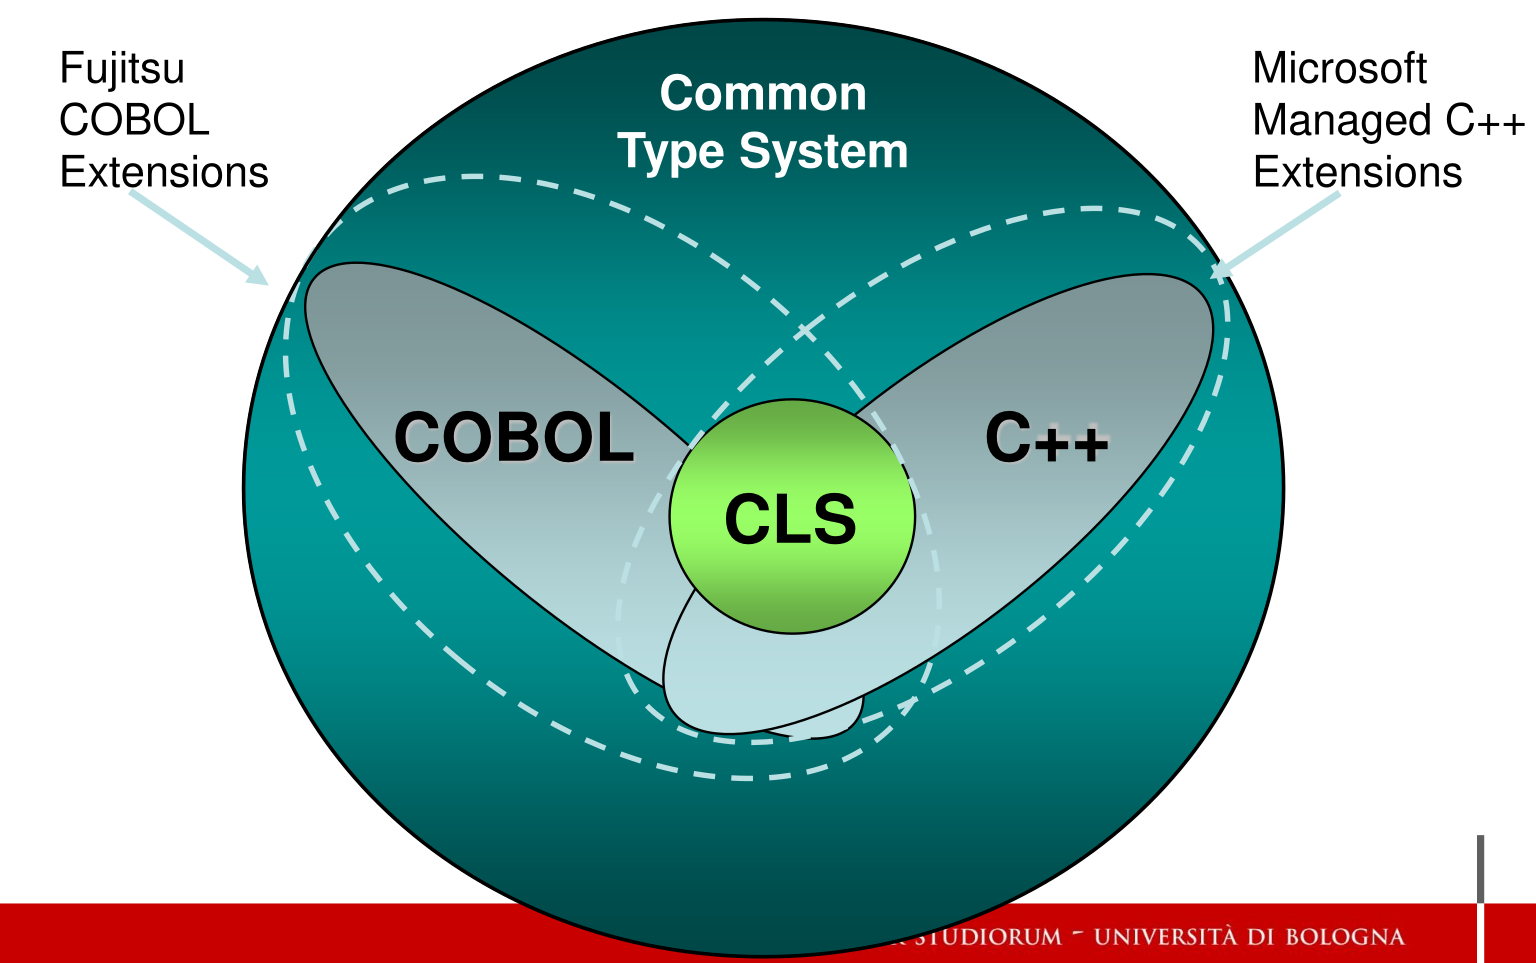 Fujitsu
COBOL
Extensions
Common
Type System
Microsoft
Managed C++
Extensions
COBOL
C++
CLS
STUDIORUM - UNIVERSITÀ DI BOLOGNA